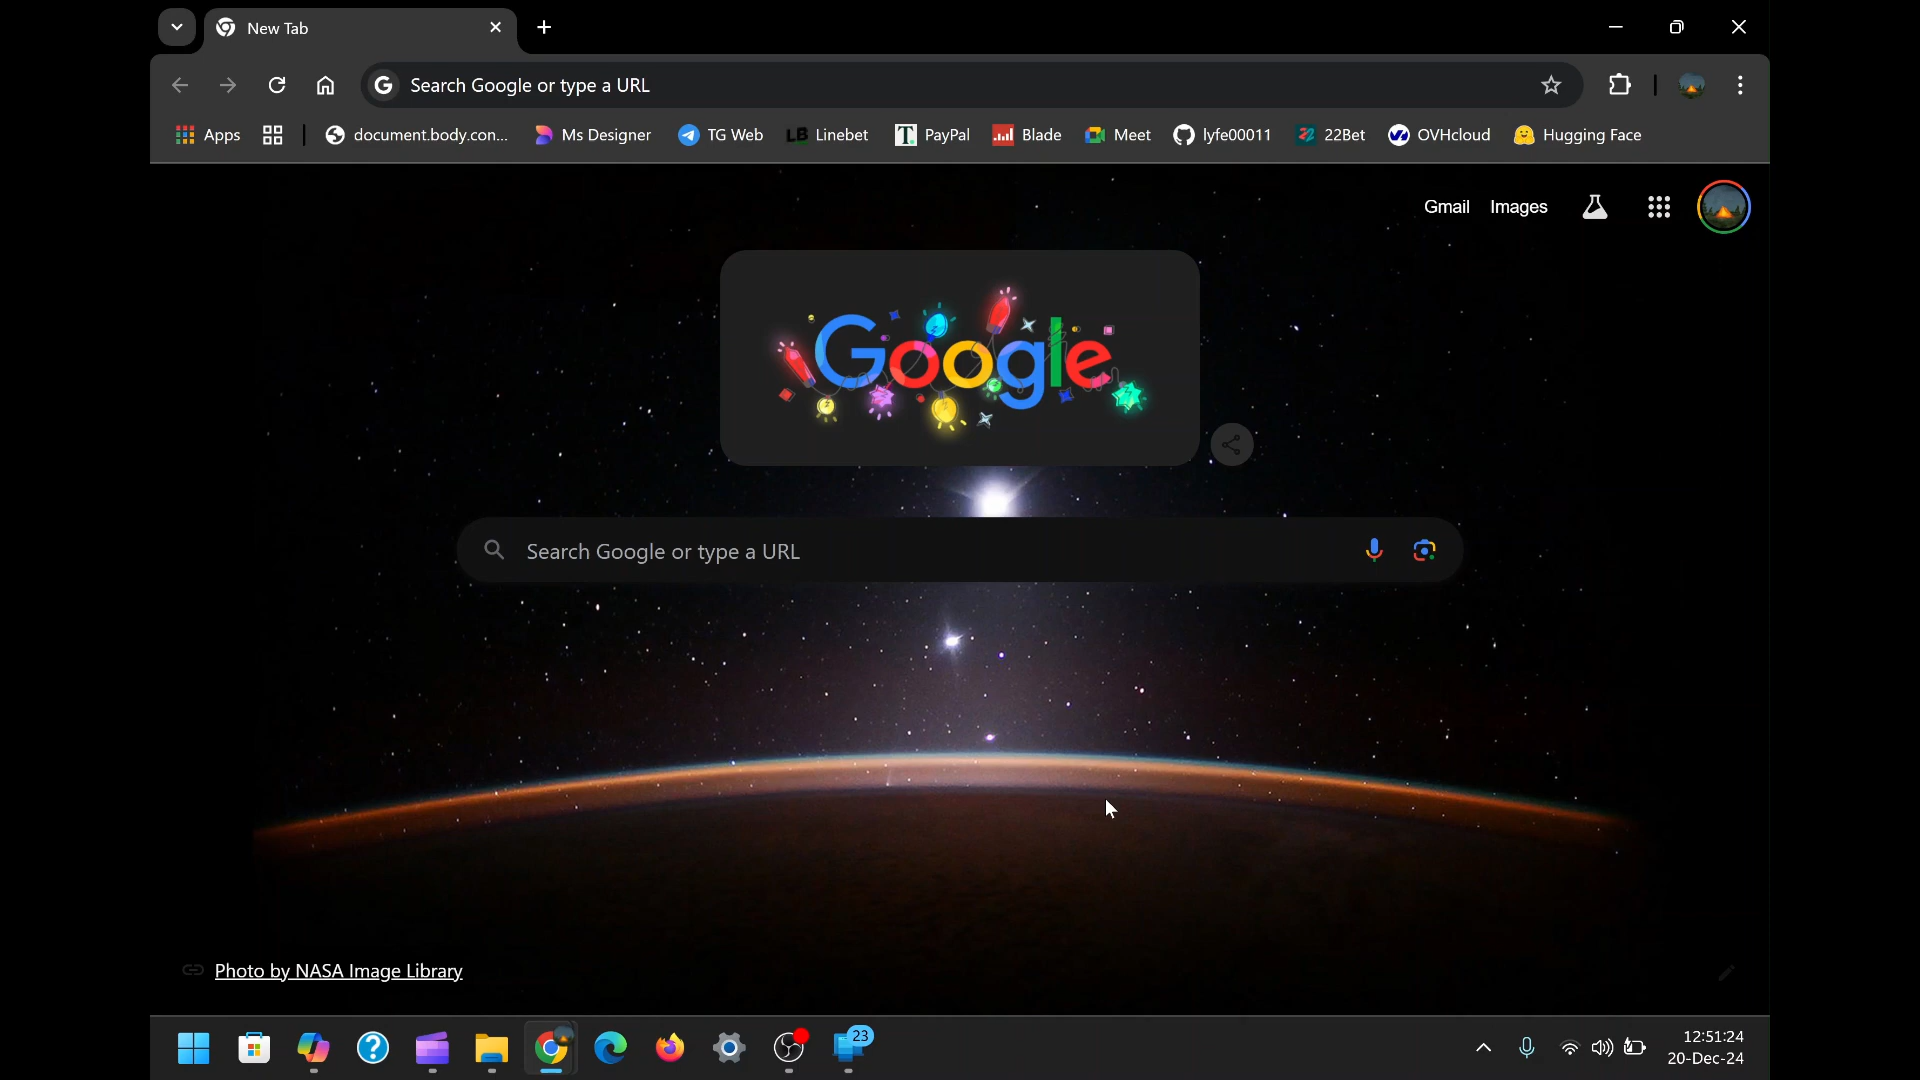 New Tab
Search Google or type a URL
Apps
document.body.con...
Ms Designer
TG Web
LB Linebet
PayPal
Blade
Meet
lyfe00011
22Bet
OVHcloud
Hugging Face
Gmail
Images
Google
Search Google or type a URL
Photo by NASA Image Library
23
12:51:24
20-Dec-24